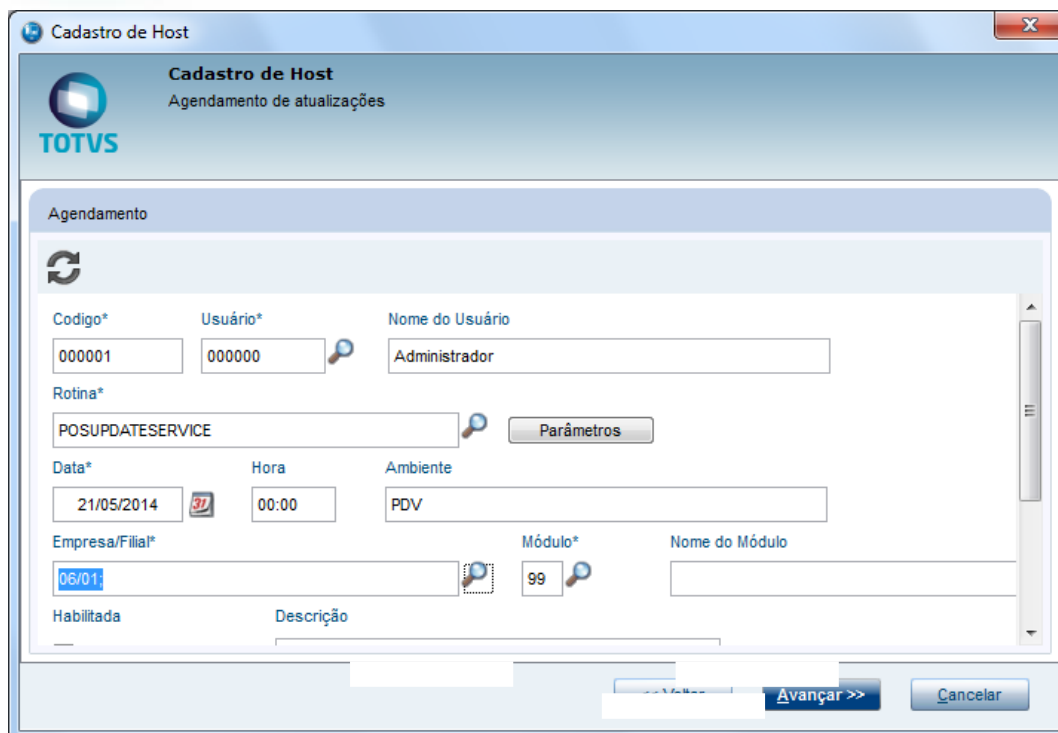 Cadastro de Host
Cadastro de Host
Agendamento de atualizações
TOTVS
Agendamento
Codigo* Usuário* Nome do Usuário
000001 000000 Administrador
Rotina*
POSUPDATESERVICE Parâmetros
Data* Hora Ambiente
21/05/2014 31 00:00 PDV
Empresa/Filial* Módulo* Nome do Módulo
06/01; 99
Habilitada Descrição
Avançar >> Cancelar